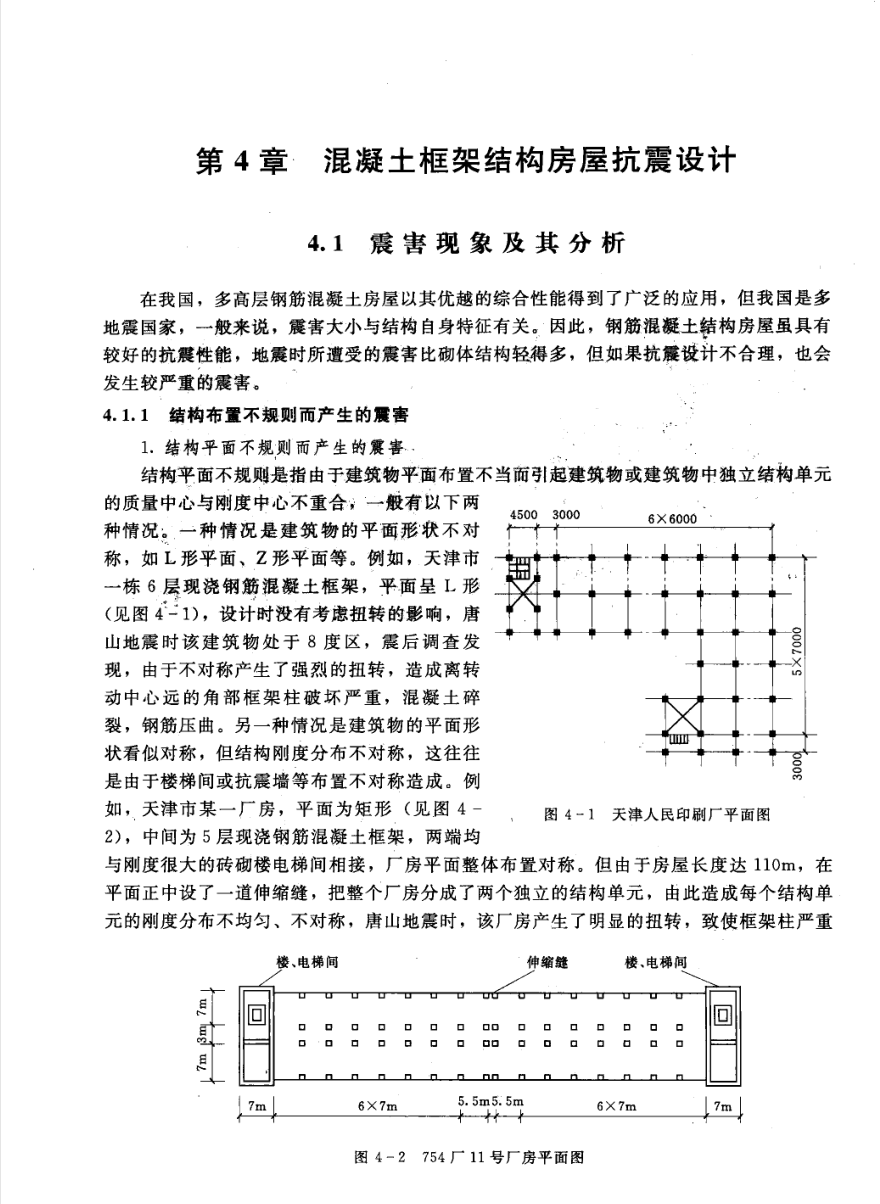 第 4 章 混凝土框架结构房屋抗震设计
4.1 震害现象及其分析
在我国，多高层钢筋混凝土房屋以其优越的综合性能得到了广泛的应用，但我国是多
地震国家，一般来说，震害大小与结构自身特征有关。因此，钢筋混凝土结构房屋虽具有
较好的抗震性能，地震时所遭受的震害比砌体结构轻得多，但如果抗震设计不合理，也会
发生较严重的震害。
4.1.1 结构布置不规则而产生的震害
1. 结构平面不规则而产生的震害
结构平面不规则是指由于建筑物平面布置不当而引起建筑物或建筑物中独立结构单元
的质量中心与刚度中心不重合，一般有以下两
种情况。一种情况是建筑物的平面形状不对
称，如 L 形平面、Z 形平面等。例如，天津市
一栋 6 层现浇钢筋混凝土框架，平面呈 L 形
（见图 4-1），设计时没有考虑扭转的影响，唐
山地震时该建筑物处于 8 度区，震后调查发
现，由于不对称产生了强烈的扭转，造成离转
动中心远的角部框架柱破坏严重，混凝土碎
裂，钢筋压曲。另一种情况是建筑物的平面形
状看似对称，但结构刚度分布不对称，这往往
是由于楼梯间或抗震墙等布置不对称造成。例
如，天津市某一厂房，平面为矩形（见图 4-
2），中间为 5 层现浇钢筋混凝土框架，两端均
4500 3000 6×6000
5×7000
3000
图 4-1 天津人民印刷厂平面图
与刚度很大的砖砌楼电梯间相接，厂房平面整体布置对称。但由于房屋长度达 110m，在
平面正中设了一道伸缩缝，把整个厂房分成了两个独立的结构单元，由此造成每个结构单
元的刚度分布不均匀、不对称，唐山地震时，该厂房产生了明显的扭转，致使框架柱严重
楼、电梯间 伸缩缝 楼、电梯间
7m
3m
7m
7m 6×7m 5.5m 5.5m 6×7m 7m
图 4-2 754 厂 11 号厂房平面图